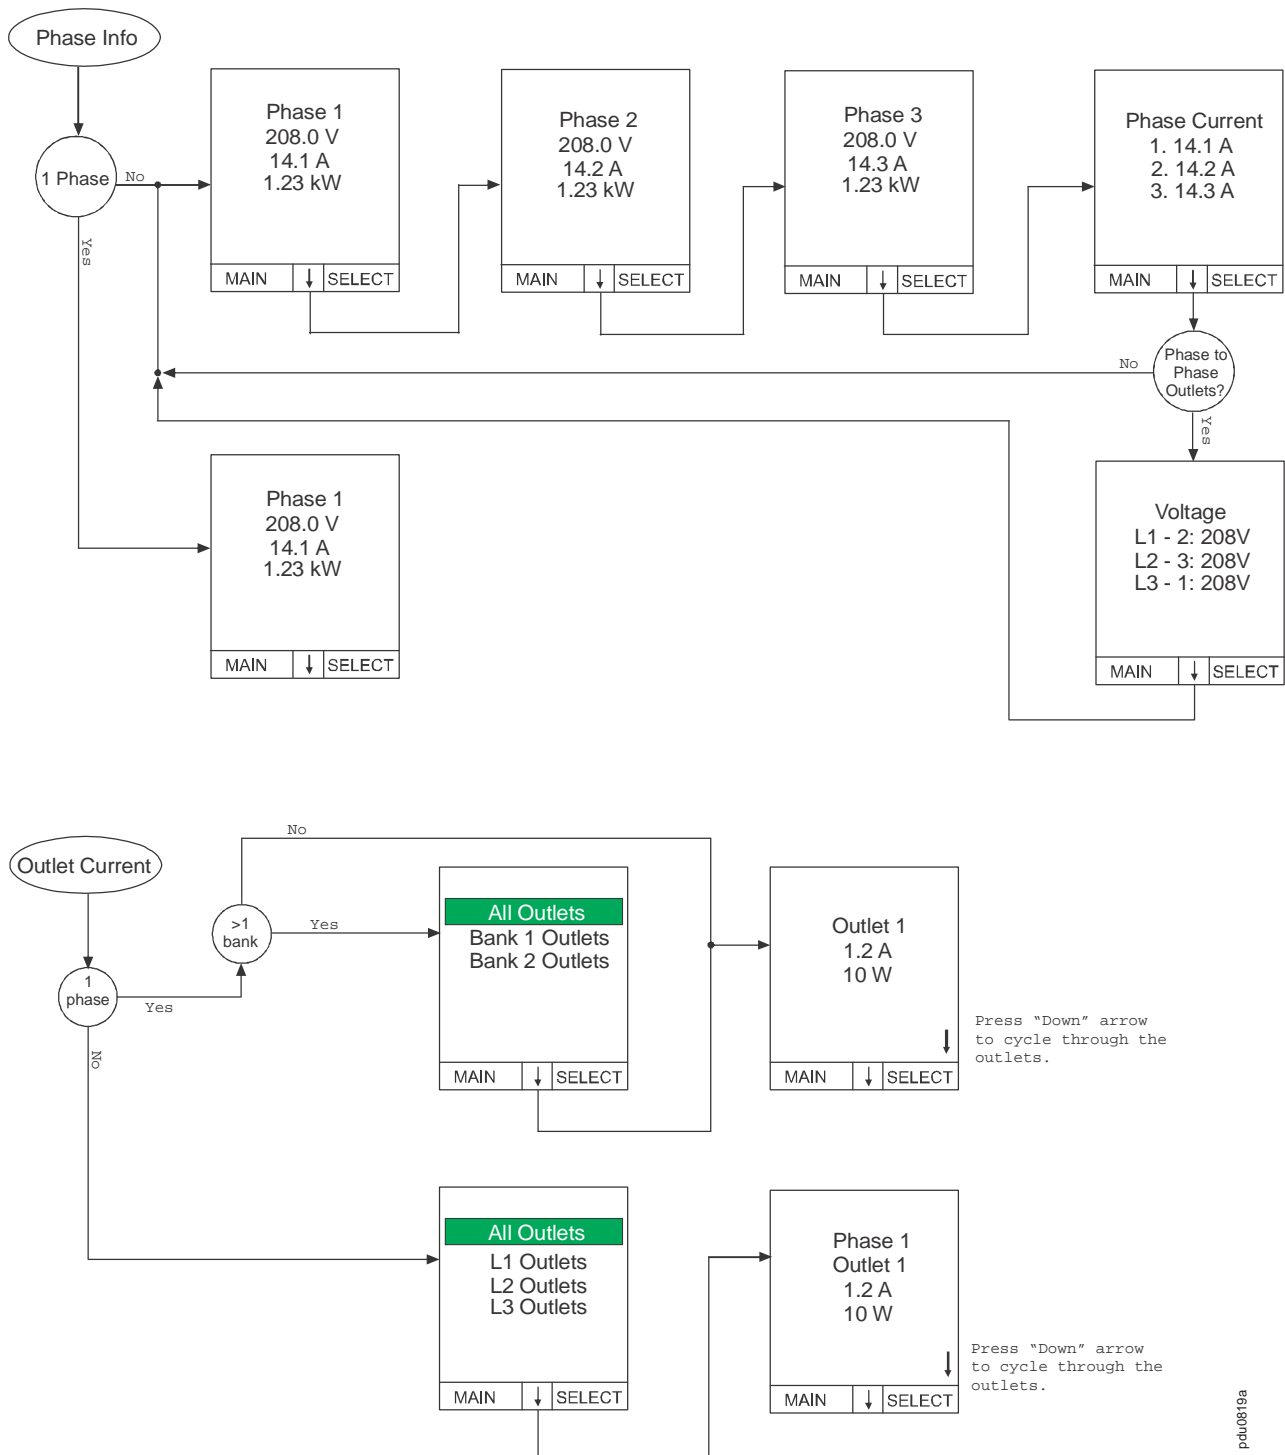 Phase Info
Phase 1
208.0 V
14.1 A
1.23 kW
MAIN
↓
SELECT
Phase 2
208.0 V
14.2 A
1.23 kW
MAIN
↓
SELECT
Phase 3
208.0 V
14.3 A
1.23 kW
MAIN
↓
SELECT
Phase Current
1. 14.1 A
2. 14.2 A
3. 14.3 A
MAIN
↓
SELECT
1 Phase
No
Yes
Phase to
Phase
Outlets?
No
Yes
Phase 1
208.0 V
14.1 A
1.23 kW
MAIN
↓
SELECT
Voltage
L1 - 2: 208V
L2 - 3: 208V
L3 - 1: 208V
MAIN
↓
SELECT
Outlet Current
1
phase
Yes
No
>1
bank
No
Yes
All Outlets
Bank 1 Outlets
Bank 2 Outlets
MAIN
↓
SELECT
Outlet 1
1.2 A
10 W
↓
MAIN
↓
SELECT
Press “Down” arrow
to cycle through the
outlets.
All Outlets
L1 Outlets
L2 Outlets
L3 Outlets
MAIN
↓
SELECT
Phase 1
Outlet 1
1.2 A
10 W
↓
MAIN
↓
SELECT
Press “Down” arrow
to cycle through the
outlets.
pdu0819a